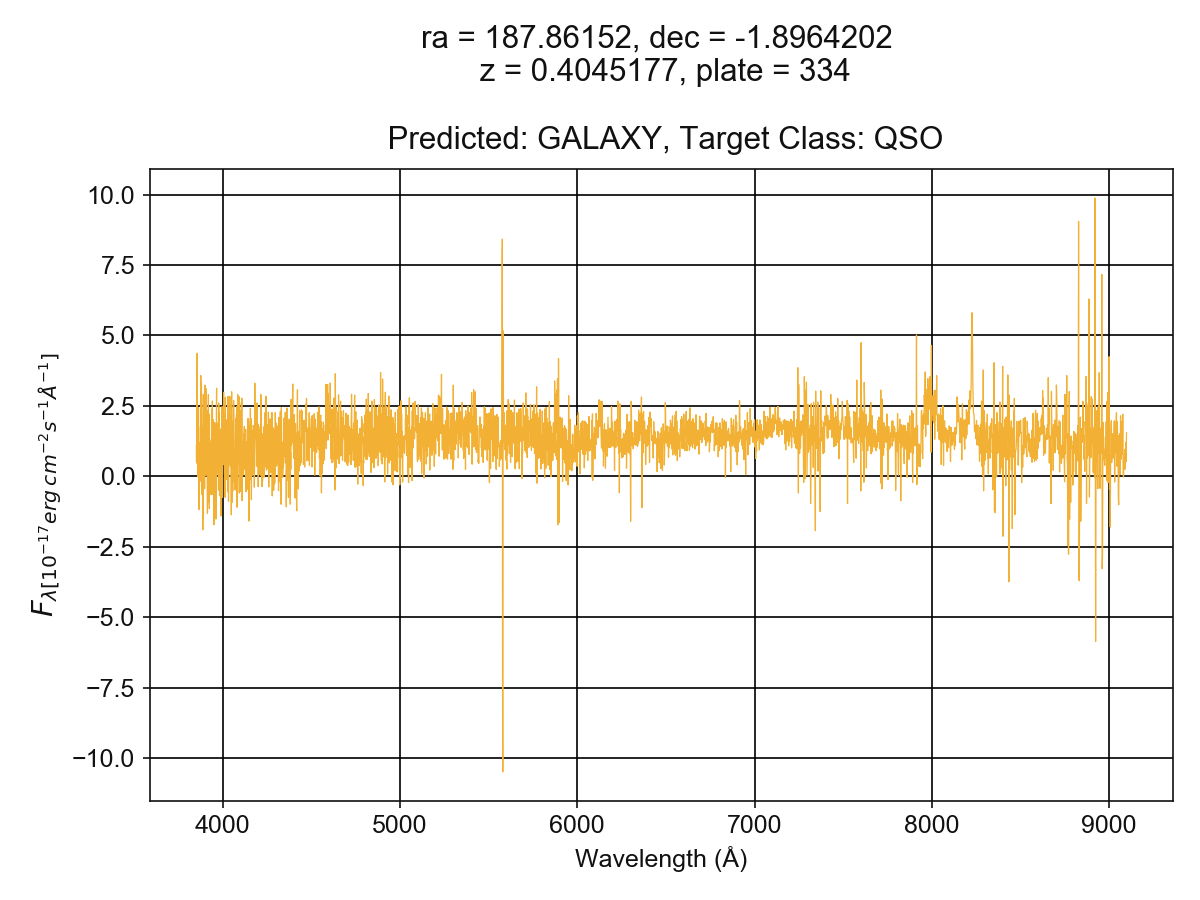 ra = 187.86152, dec = -1.8964202
z = 0.4045177, plate = 334
Predicted: GALAXY, Target Class: QSO
10.0
7.5
5.0
2.5
0.0
−2.5
−5.0
−7.5
−10.0
F_λ[10^{−17} erg cm^{−2} s^{−1} Å^{−1}]
4000 5000 6000 7000 8000 9000
Wavelength (Å)